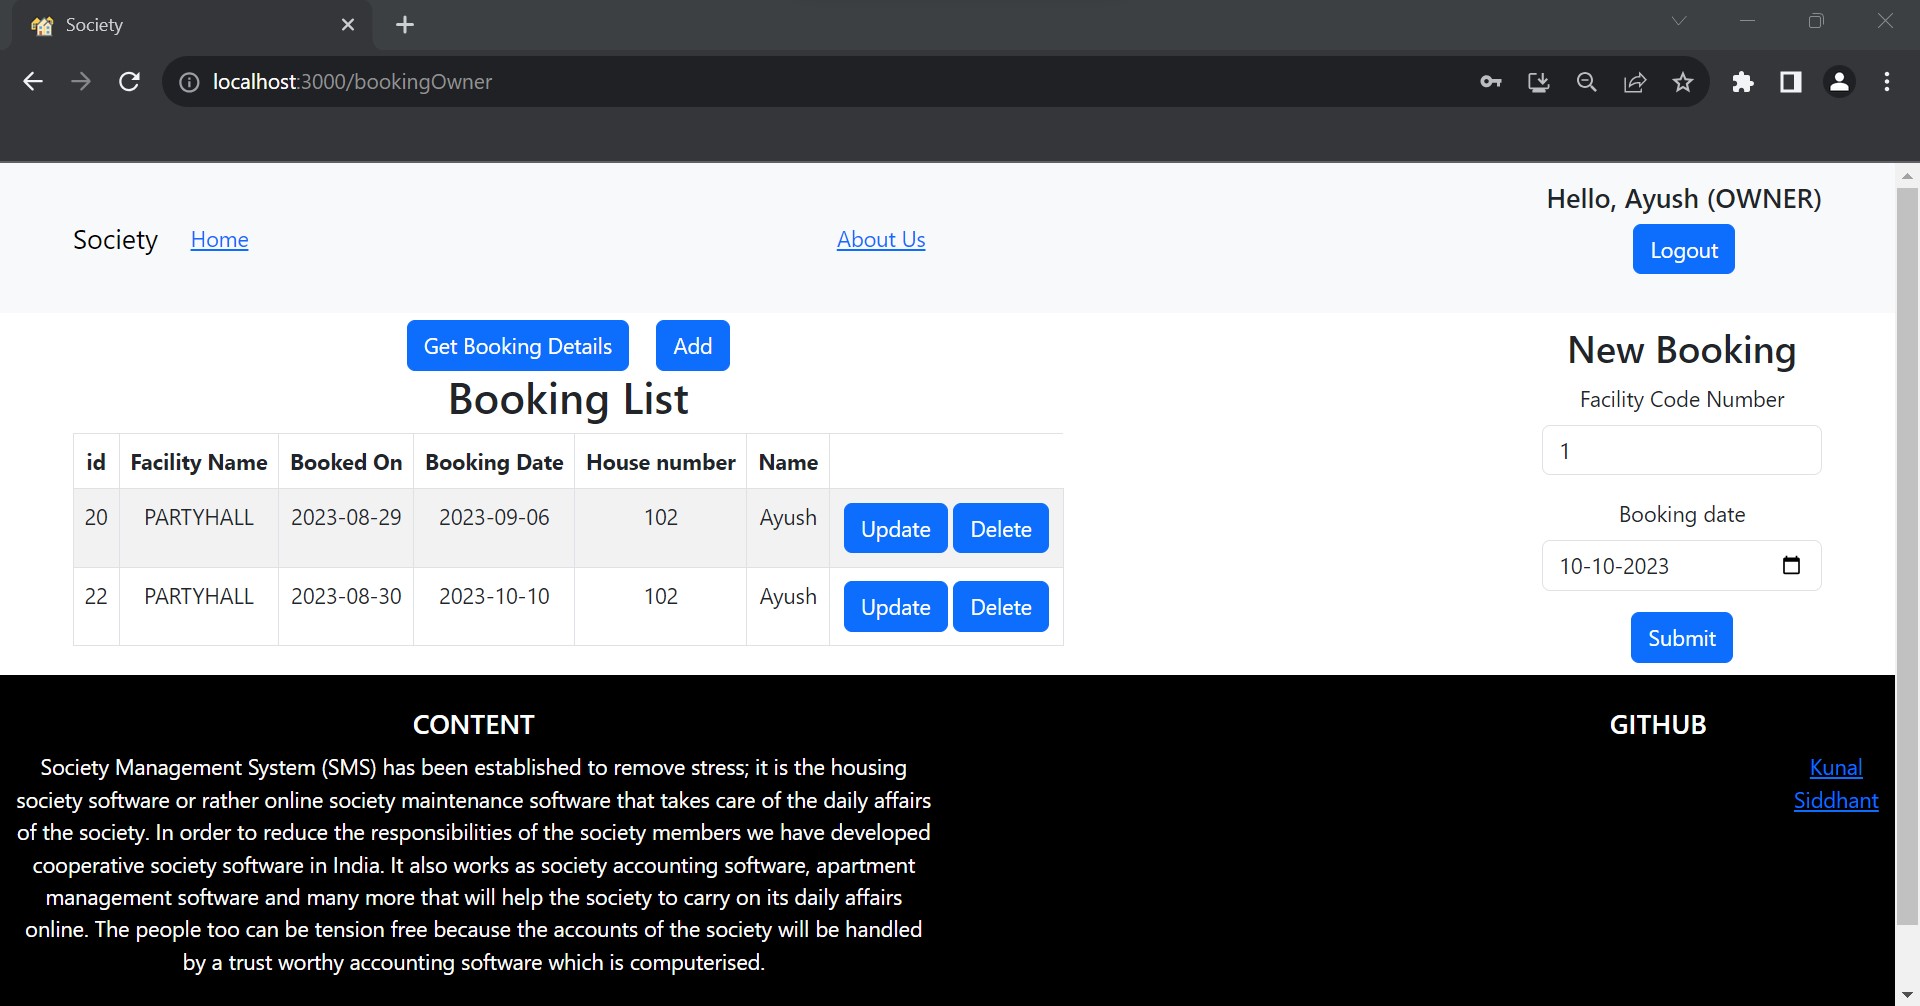 Society
localhost:3000/bookingOwner
Hello, Ayush (OWNER)
Society Home About Us
Logout
Get Booking Details Add
Booking List
id Facility Name Booked On Booking Date House number Name
20 PARTYHALL 2023-08-29 2023-09-06 102 Ayush Update Delete
22 PARTYHALL 2023-08-30 2023-10-10 102 Ayush Update Delete
New Booking
Facility Code Number
1
Booking date
10-10-2023
Submit
CONTENT
Society Management System (SMS) has been established to remove stress; it is the housing
society software or rather online society maintenance software that takes care of the daily affairs
of the society. In order to reduce the responsibilities of the society members we have developed
cooperative society software in India. It also works as society accounting software, apartment
management software and many more that will help the society to carry on its daily affairs
online. The people too can be tension free because the accounts of the society will be handled
by a trust worthy accounting software which is computerised.
GITHUB
Kunal
Siddhant